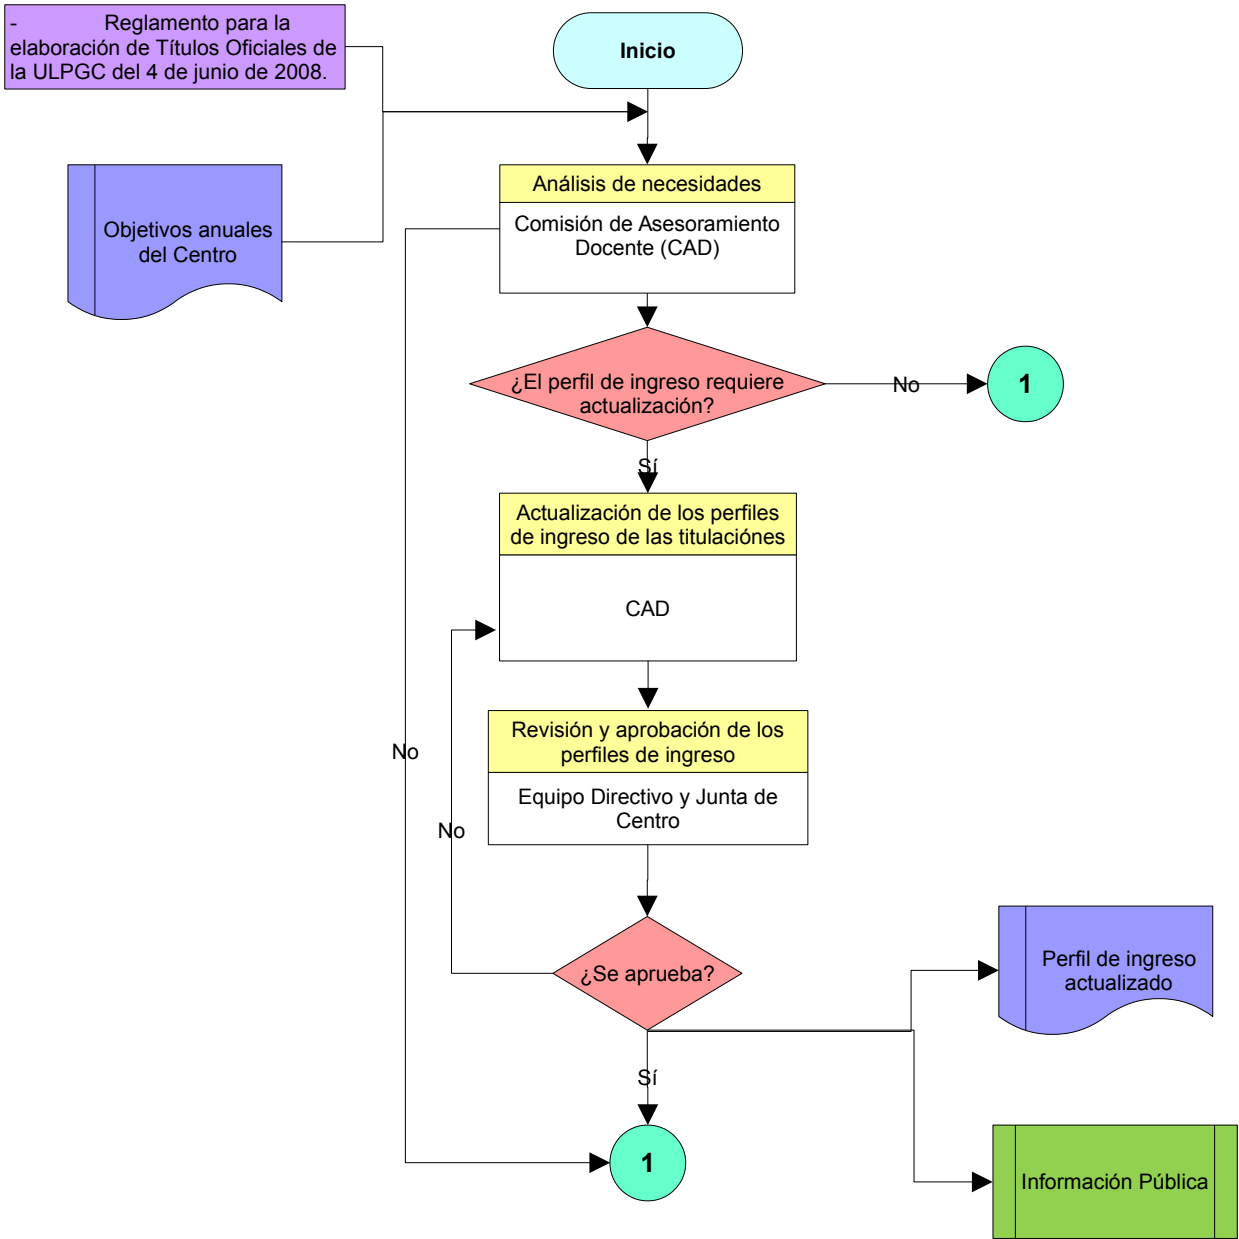 - Reglamento para la
elaboración de Títulos Oficiales de
la ULPGC del 4 de junio de 2008.
Inicio
Análisis de necesidades
Comisión de Asesoramiento
Docente (CAD)
Objetivos anuales
del Centro
¿El perfil de ingreso requiere
actualización?
No
1
Sí
Actualización de los perfiles
de ingreso de las titulaciónes
CAD
Revisión y aprobación de los
perfiles de ingreso
No
Equipo Directivo y Junta de
Centro
No
¿Se aprueba?
Perfil de ingreso
actualizado
Sí
1
Información Pública